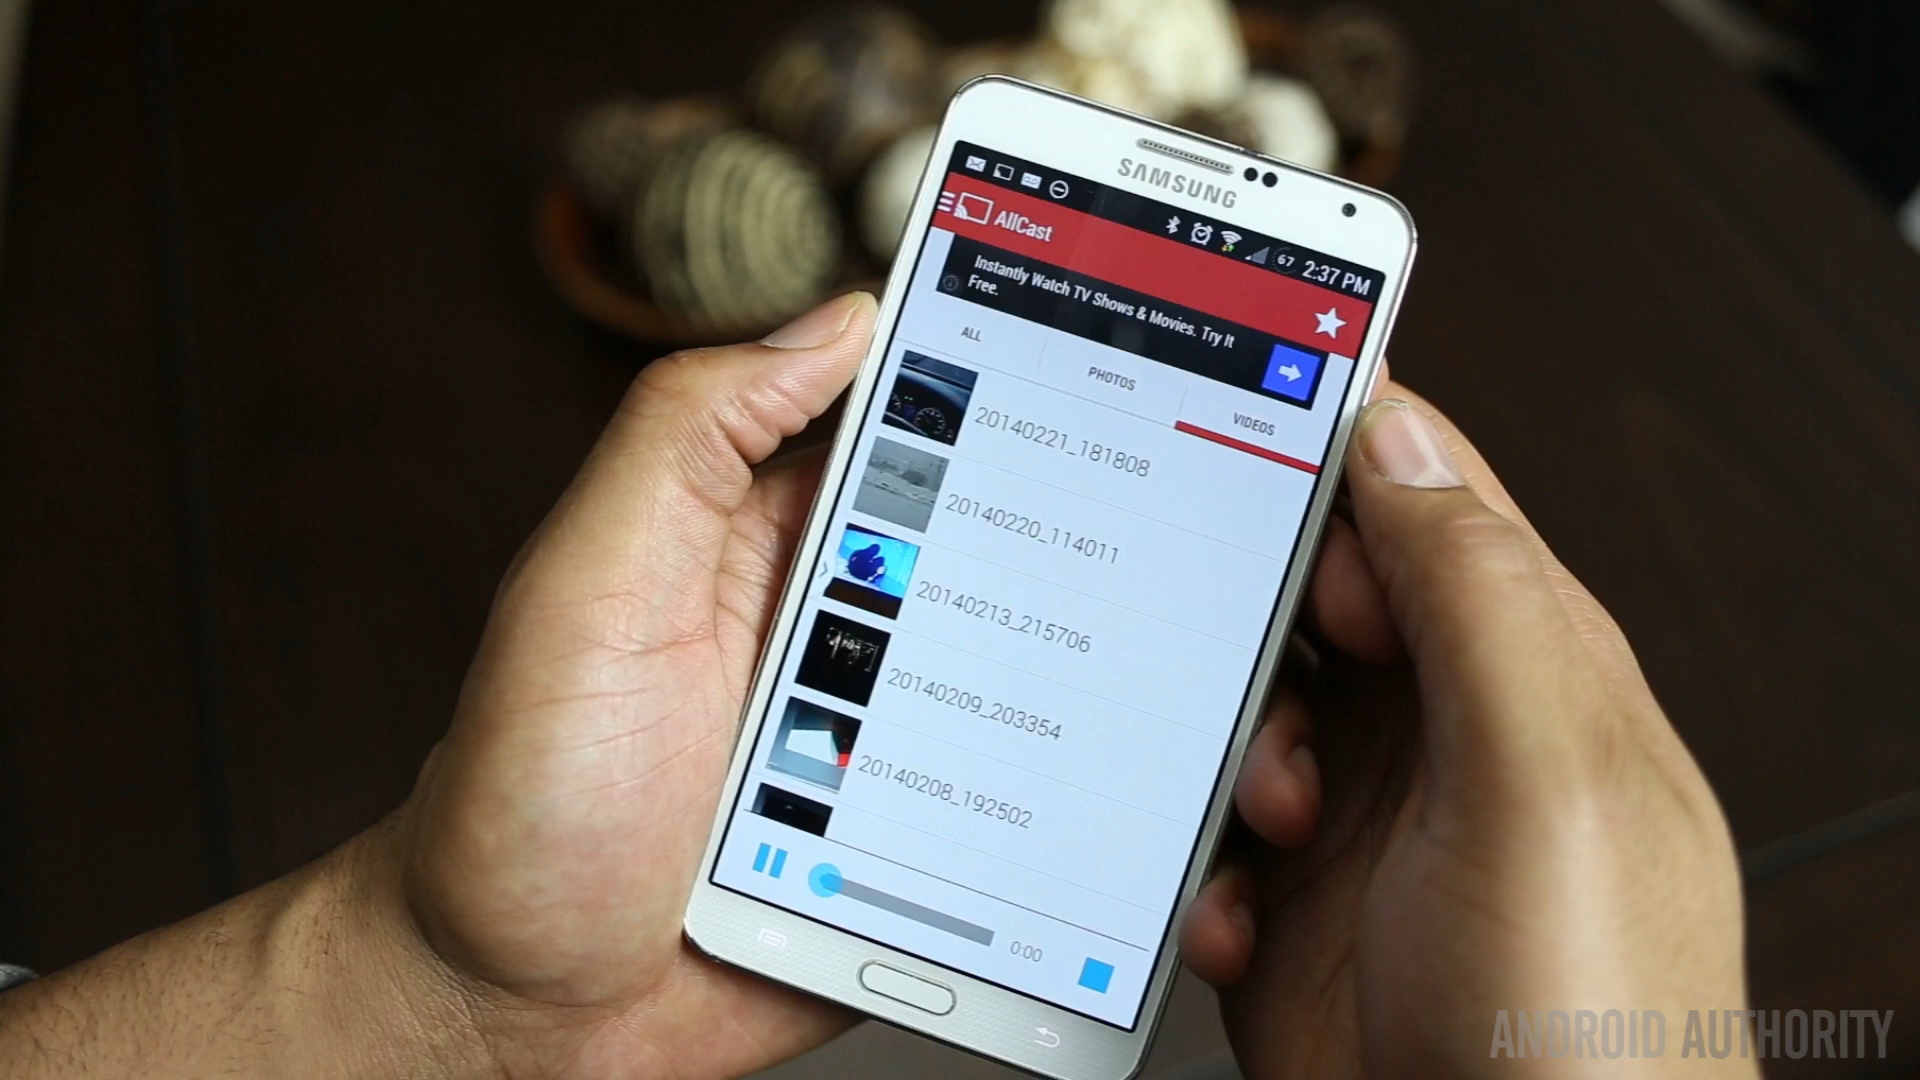 SAMSUNG
67 2:37 PM
AllCast
Instantly Watch TV Shows & Movies. Try It
Free.
ALL
PHOTOS
VIDEOS
20140221_181808
20140220_114011
20140213_215706
20140209_203354
20140208_192502
0:00
ANDROID AUTHORITY